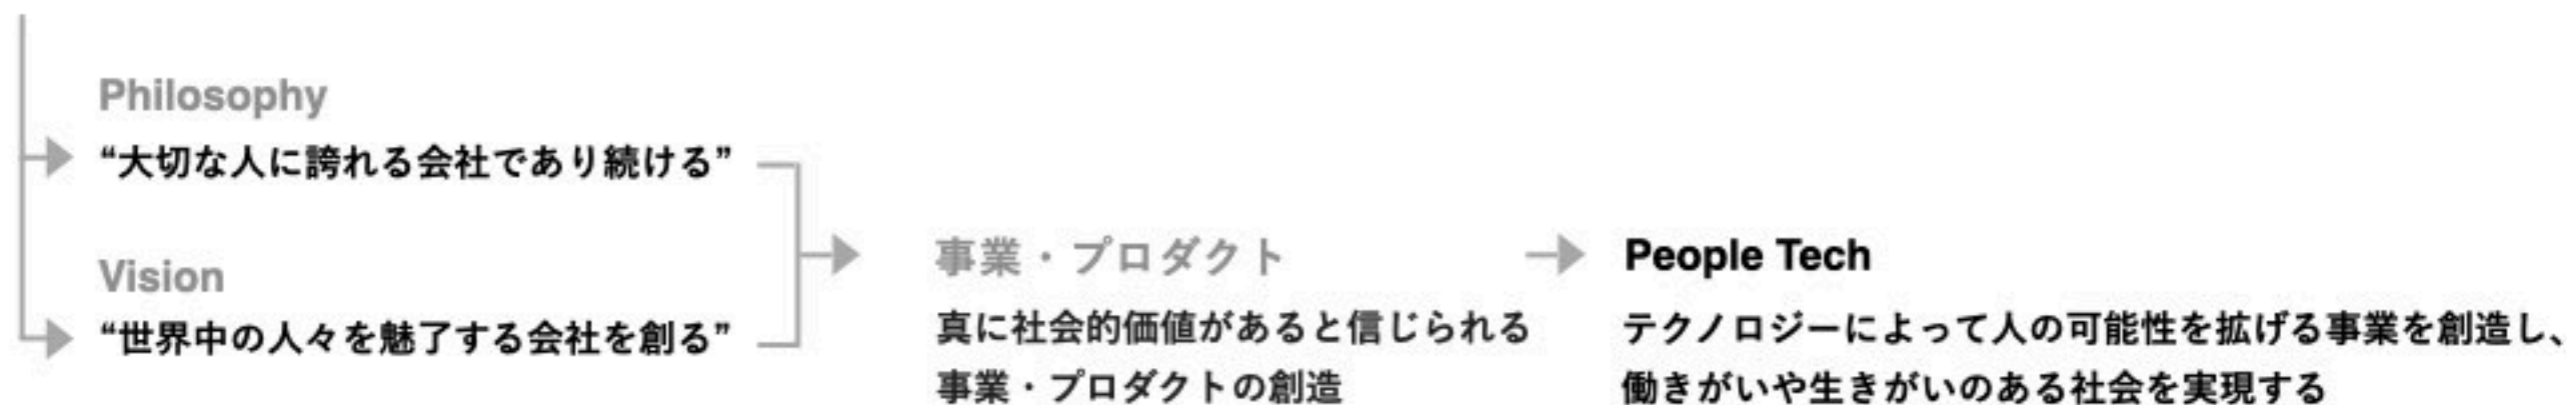 Philosophy
“大切な人に誇れる会社であり続ける”
Vision
“世界中の人々を魅了する会社を創る”
事業・プロダクト
真に社会的価値があると信じられる
事業・プロダクトの創造
People Tech
テクノロジーによって人の可能性を拡げる事業を創造し、
働きがいや生きがいのある社会を実現する